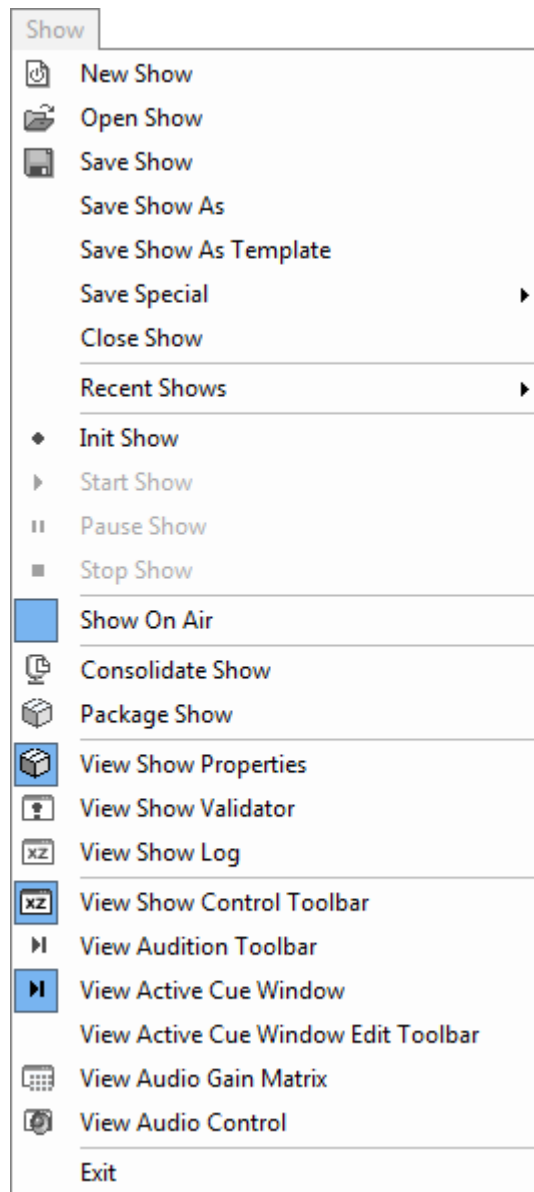 Show
New Show
Open Show
Save Show
Save Show As
Save Show As Template
Save Special
Close Show
Recent Shows
Init Show
Start Show
Pause Show
Stop Show
Show On Air
Consolidate Show
Package Show
View Show Properties
View Show Validator
XZ View Show Log
XZ View Show Control Toolbar
View Audition Toolbar
View Active Cue Window
View Active Cue Window Edit Toolbar
View Audio Gain Matrix
View Audio Control
Exit